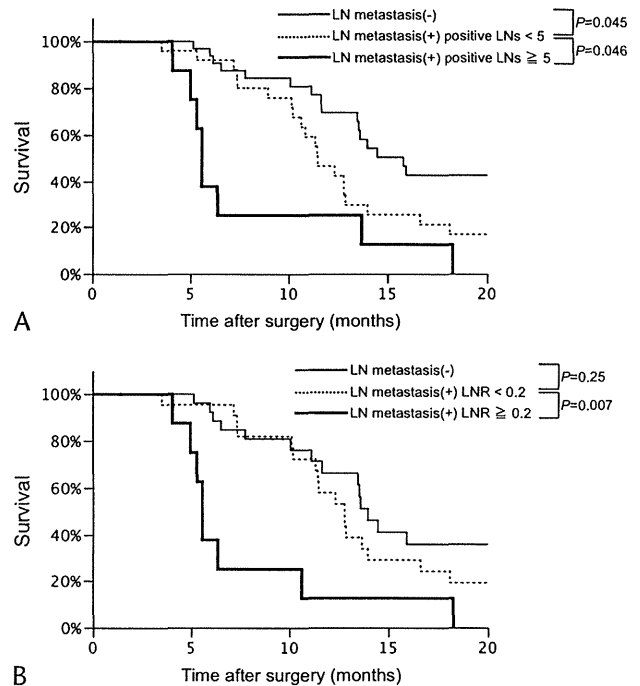 LN metastasis(-)
LN metastasis(+) positive LNs < 5
LN metastasis(+) positive LNs ≧ 5
P=0.045
P=0.046
100%
80%
60%
40%
20%
0%
Survival
0 5 10 15 20
Time after surgery (months)
A
LN metastasis(-)
LN metastasis(+) LNR < 0.2
LN metastasis(+) LNR ≧ 0.2
P=0.25
P=0.007
100%
80%
60%
40%
20%
0%
Survival
0 5 10 15 20
Time after surgery (months)
B